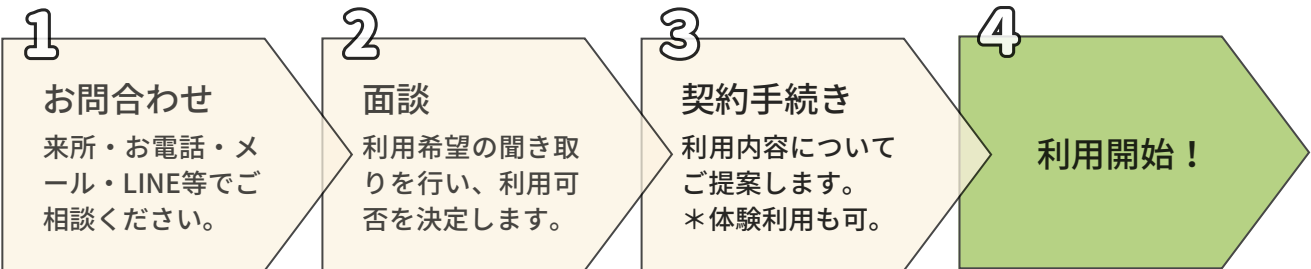 1
お問合わせ
来所・お電話・メ
ール・LINE等でご
相談ください。
2
面談
利用希望の聞き取
りを行い、利用可
否を決定します。
3
契約手続き
利用内容について
ご提案します。
＊体験利用も可。
4
利用開始！